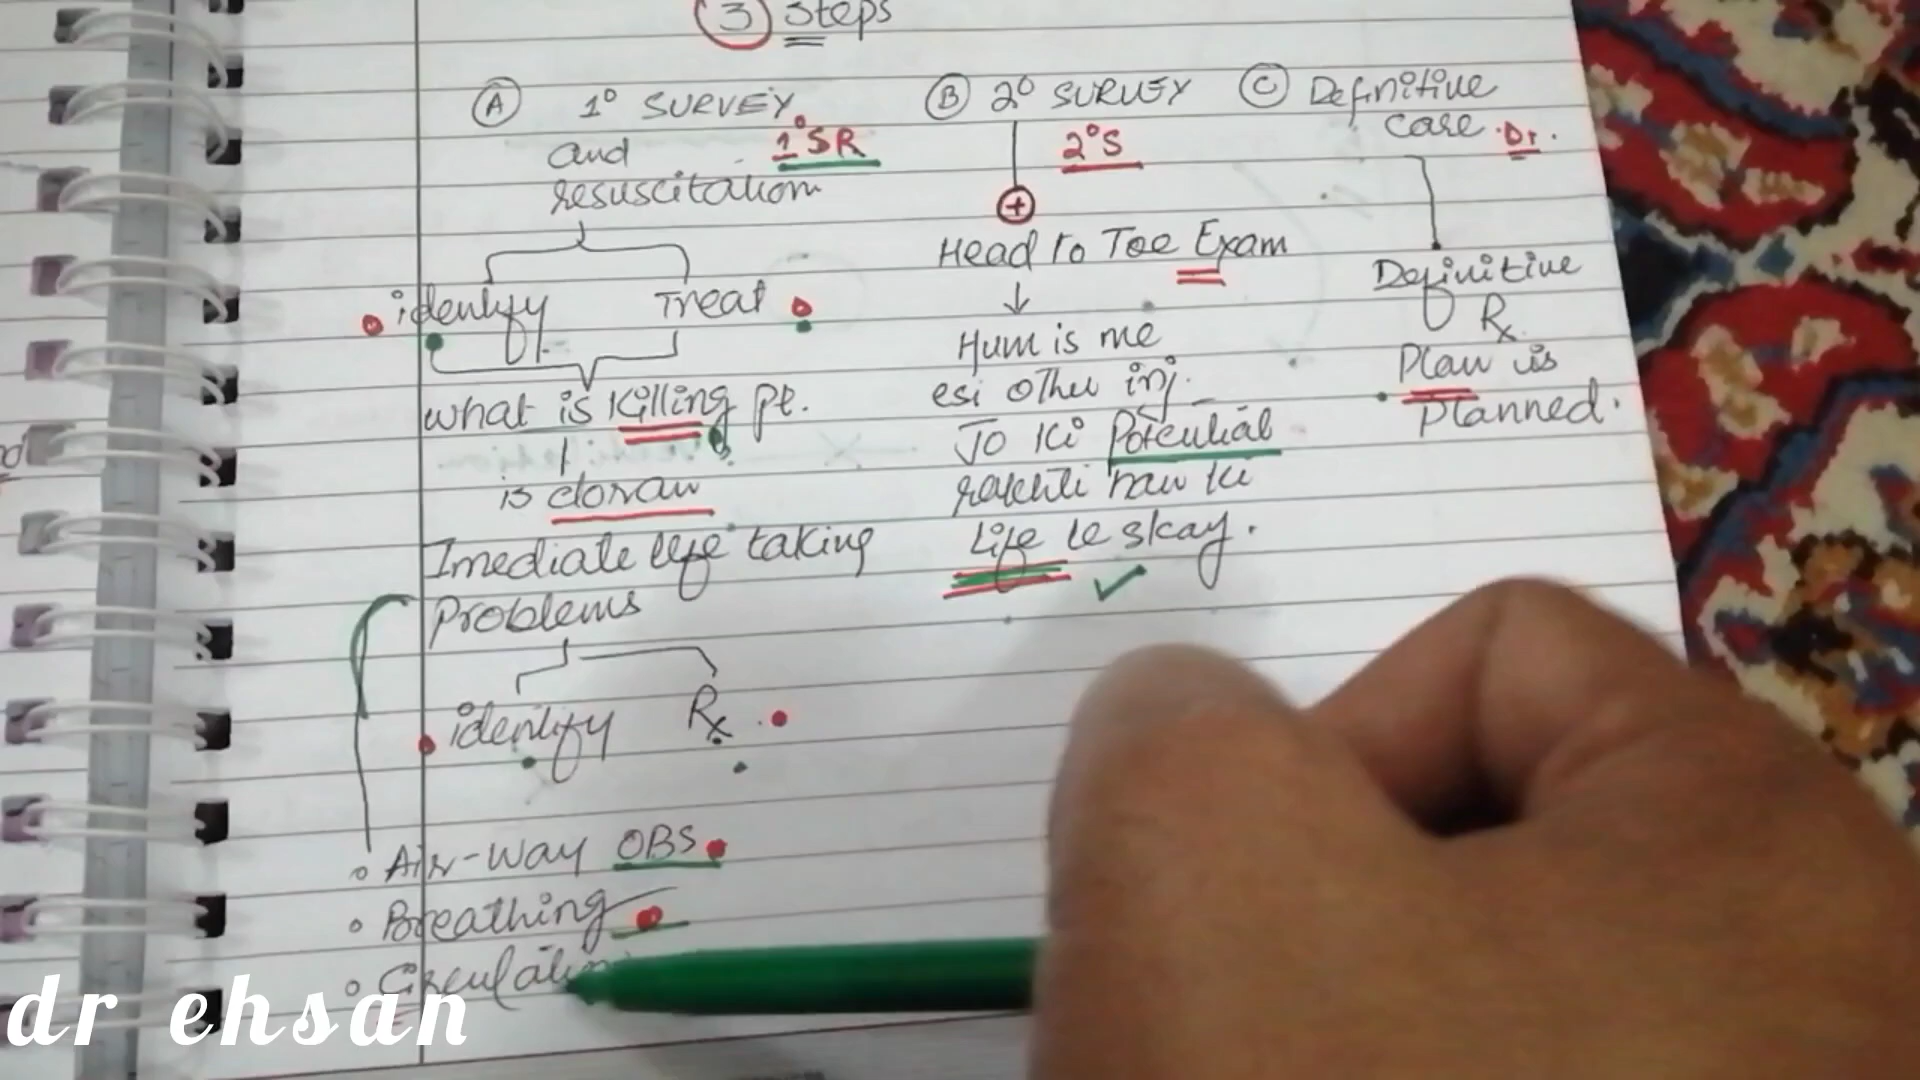 3 Steps
A 1° SURVEY
and 1°SR
resuscitation
identify Treat
what is killing pt.
is doran
Imediate life taking
Problems
identify Rx
Air-way OBS
Breathing
Circulation
B 2° SURVEY
2°S
+
Head to Toe Exam
Hum is me
esi other inj.
Jo Ki Potential
rakhti haw ki
Life le skay.
C Definitive
care Dr.
Definitive
Rx
Plan is
planned.
dr ehsan